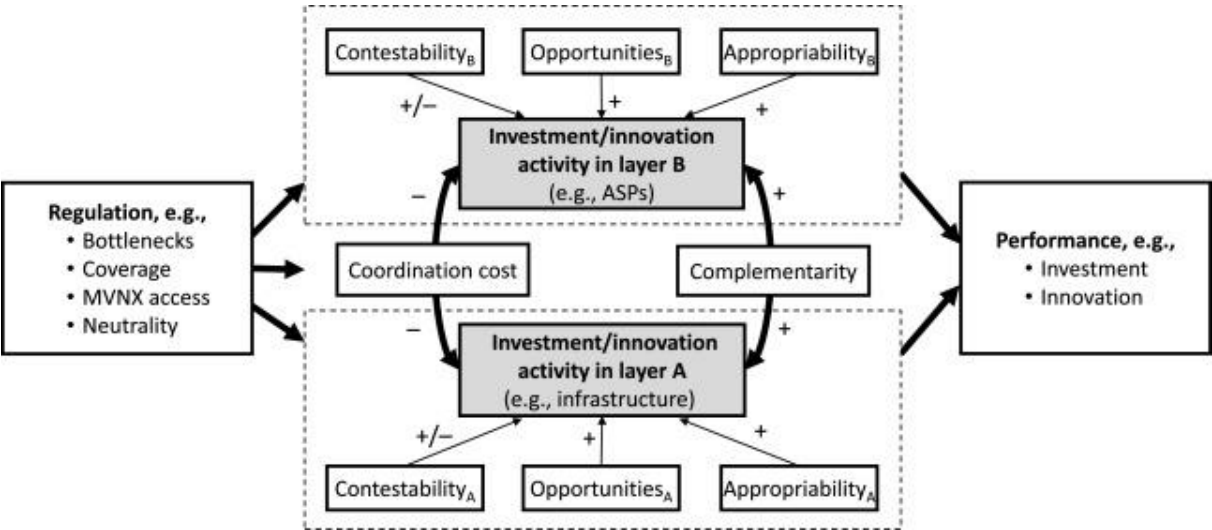 Contestability_B
Opportunities_B
Appropriability_B
+/−
+
+
Investment/innovation
activity in layer B
(e.g., ASPs)
−
+
Regulation, e.g.,
• Bottlenecks
• Coverage
• MVNX access
• Neutrality
Coordination cost
Complementarity
Performance, e.g.,
• Investment
• Innovation
−
+
Investment/innovation
activity in layer A
(e.g., infrastructure)
+/−
+
+
Contestability_A
Opportunities_A
Appropriability_A